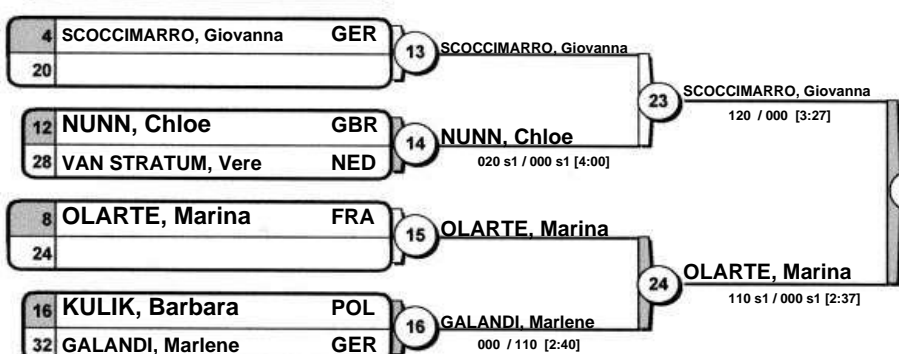 4 SCOCCIMARRO, Giovanna GER
20
13
SCOCCIMARRO, Giovanna
12 NUNN, Chloe GBR
28 VAN STRATUM, Vere NED
14
NUNN, Chloe
020 s1 / 000 s1 [4:00]
23
SCOCCIMARRO, Giovanna
120 / 000 [3:27]
8 OLARTE, Marina FRA
24
15
OLARTE, Marina
16 KULIK, Barbara POL
32 GALANDI, Marlene GER
16
GALANDI, Marlene
000 / 110 [2:40]
24
OLARTE, Marina
110 s1 / 000 s1 [2:37]